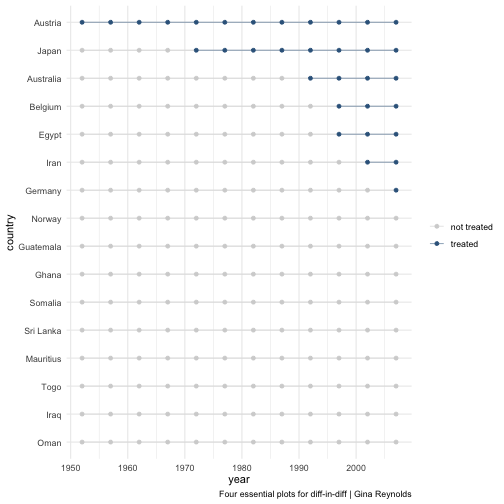 Austria
Japan
Australia
Belgium
Egypt
Iran
Germany
Norway
Guatemala
Ghana
Somalia
Sri Lanka
Mauritius
Togo
Iraq
Oman
country
1950 1960 1970 1980 1990 2000
year
not treated
treated
Four essential plots for diff-in-diff | Gina Reynolds